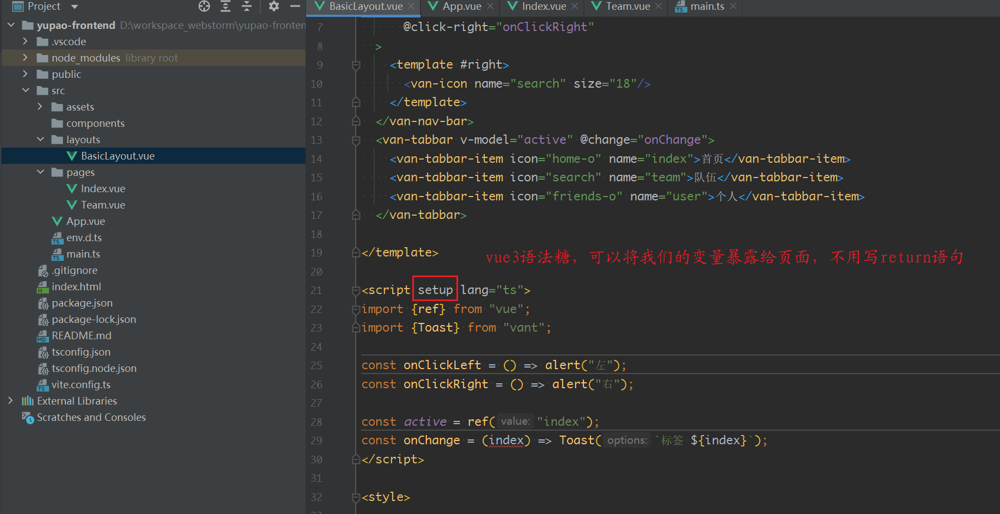 Project
BasicLayout.vue
App.vue
Index.vue
Team.vue
main.ts
yupao-frontend D:\workspace_webstorm\yupao-fronten
.vscode
node_modules library root
public
src
assets
components
layouts
BasicLayout.vue
pages
Index.vue
Team.vue
App.vue
env.d.ts
main.ts
.gitignore
index.html
package.json
package-lock.json
README.md
tsconfig.json
tsconfig.node.json
vite.config.ts
External Libraries
Scratches and Consoles
7 @click-right="onClickRight"
8 >
9 <template #right>
10 <van-icon name="search" size="18"/>
11 </template>
12 </van-nav-bar>
13 <van-tabbar v-model="active" @change="onChange">
14 <van-tabbar-item icon="home-o" name="index">首页</van-tabbar-item>
15 <van-tabbar-item icon="search" name="team">队伍</van-tabbar-item>
16 <van-tabbar-item icon="friends-o" name="user">个人</van-tabbar-item>
17 </van-tabbar>
18
19 </template>
vue3语法糖，可以将我们的变量暴露给页面，不用写return语句
20
21 <script setup lang="ts">
22 import {ref} from "vue";
23 import {Toast} from "vant";
24
25 const onClickLeft = () => alert("左");
26 const onClickRight = () => alert("右");
27
28 const active = ref( value: "index");
29 const onChange = (index) => Toast( options: `标签 ${index}`);
30 </script>
31
32 <style>